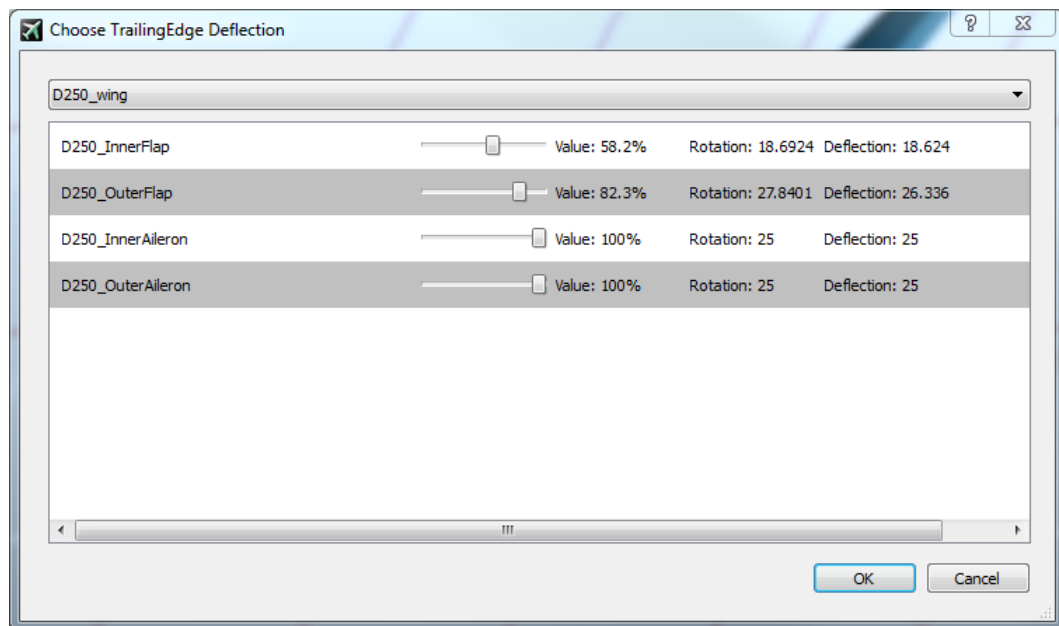 Choose TrailingEdge Deflection
D250_wing
D250_InnerFlap Value: 58.2% Rotation: 18.6924 Deflection: 18.624
D250_OuterFlap Value: 82.3% Rotation: 27.8401 Deflection: 26.336
D250_InnerAileron Value: 100% Rotation: 25 Deflection: 25
D250_OuterAileron Value: 100% Rotation: 25 Deflection: 25
OK Cancel